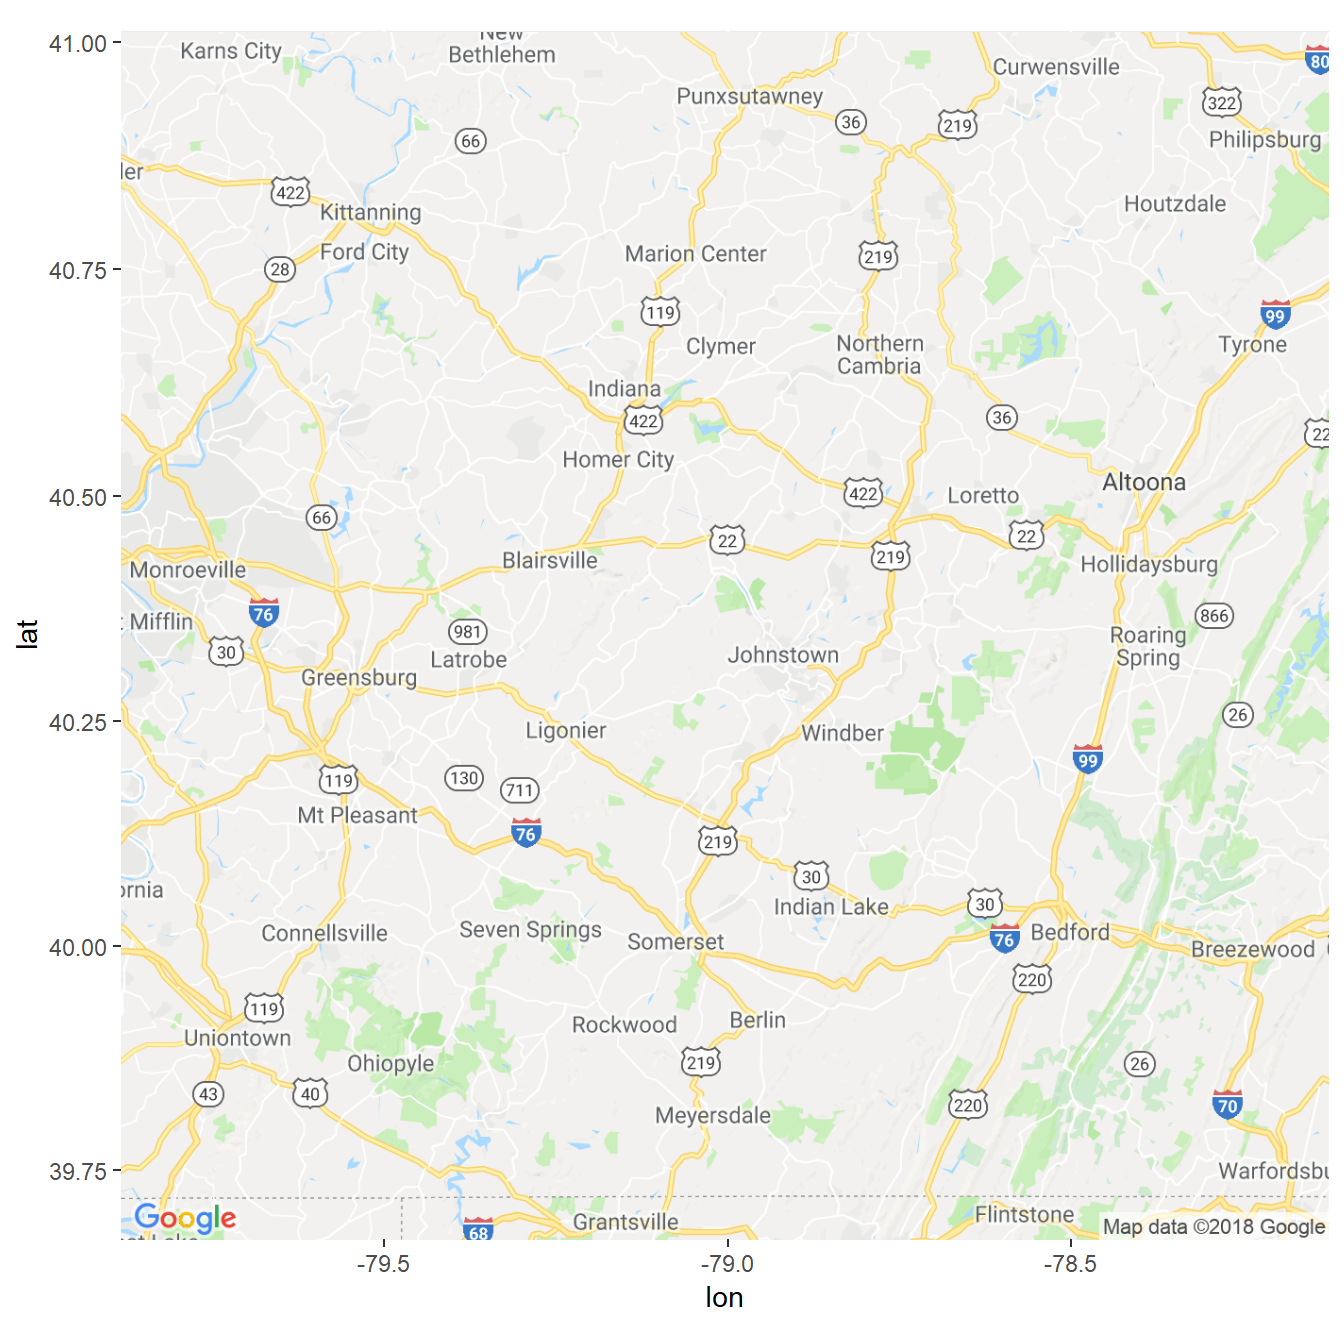 41.00
40.75
40.50
40.25
40.00
39.75
lat
New
Bethlehem
Karns City
Curwensville
80
Punxsutawney
36
219
322
Philipsburg
66
ler
422
Kittanning
Houtzdale
Ford City
28
Marion Center
219
119
99
Tyrone
Clymer
Northern
Cambria
Indiana
422
36
22
Homer City
Altoona
422
Loretto
66
22
219
22
Blairsville
Hollidaysburg
Monroeville
76
866
Mifflin
981
30
Latrobe
Johnstown
Roaring
Spring
Greensburg
26
Ligonier
Windber
99
119
130
711
Mt Pleasant
76
219
30
ornia
Indian Lake
30
Connellsville
Seven Springs
Somerset
76
Bedford
Breezewood
220
119
Uniontown
Rockwood
Berlin
Ohiopyle
219
26
43
40
220
70
Meyersdale
Warfordsbu
Google
68
Grantsville
Flintstone
Map data ©2018 Google
-79.5
-79.0
-78.5
lon